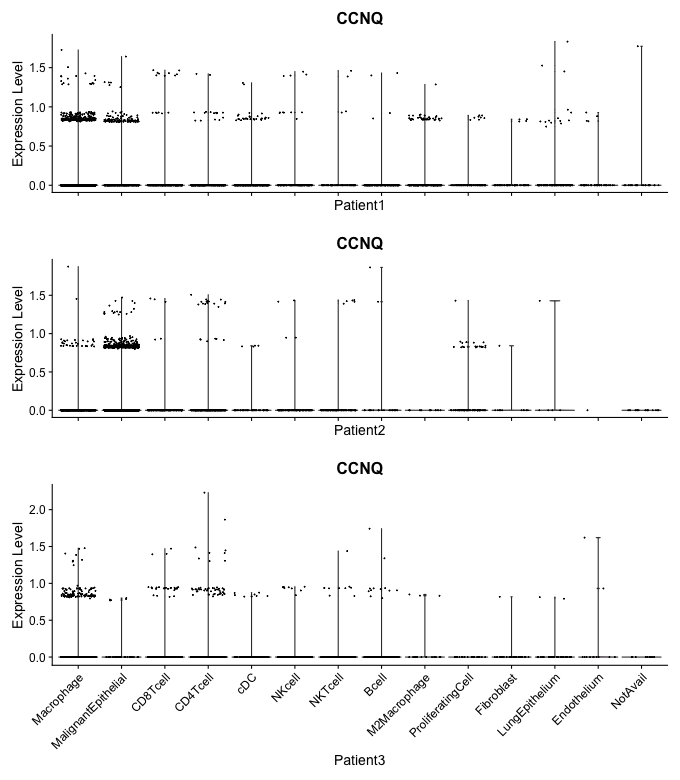 CCNQ
Expression Level
1.5
1.0
0.5
0.0
Patient1
CCNQ
Expression Level
1.5
1.0
0.5
0.0
Patient2
CCNQ
Expression Level
2.0
1.5
1.0
0.5
0.0
Macrophage
MalignantEpithelial
CD8Tcell
CD4Tcell
cDC
NKcell
NKTcell
Bcell
M2Macrophage
ProliferatingCell
Fibroblast
LungEpithelium
Endothelium
NotAvail
Patient3